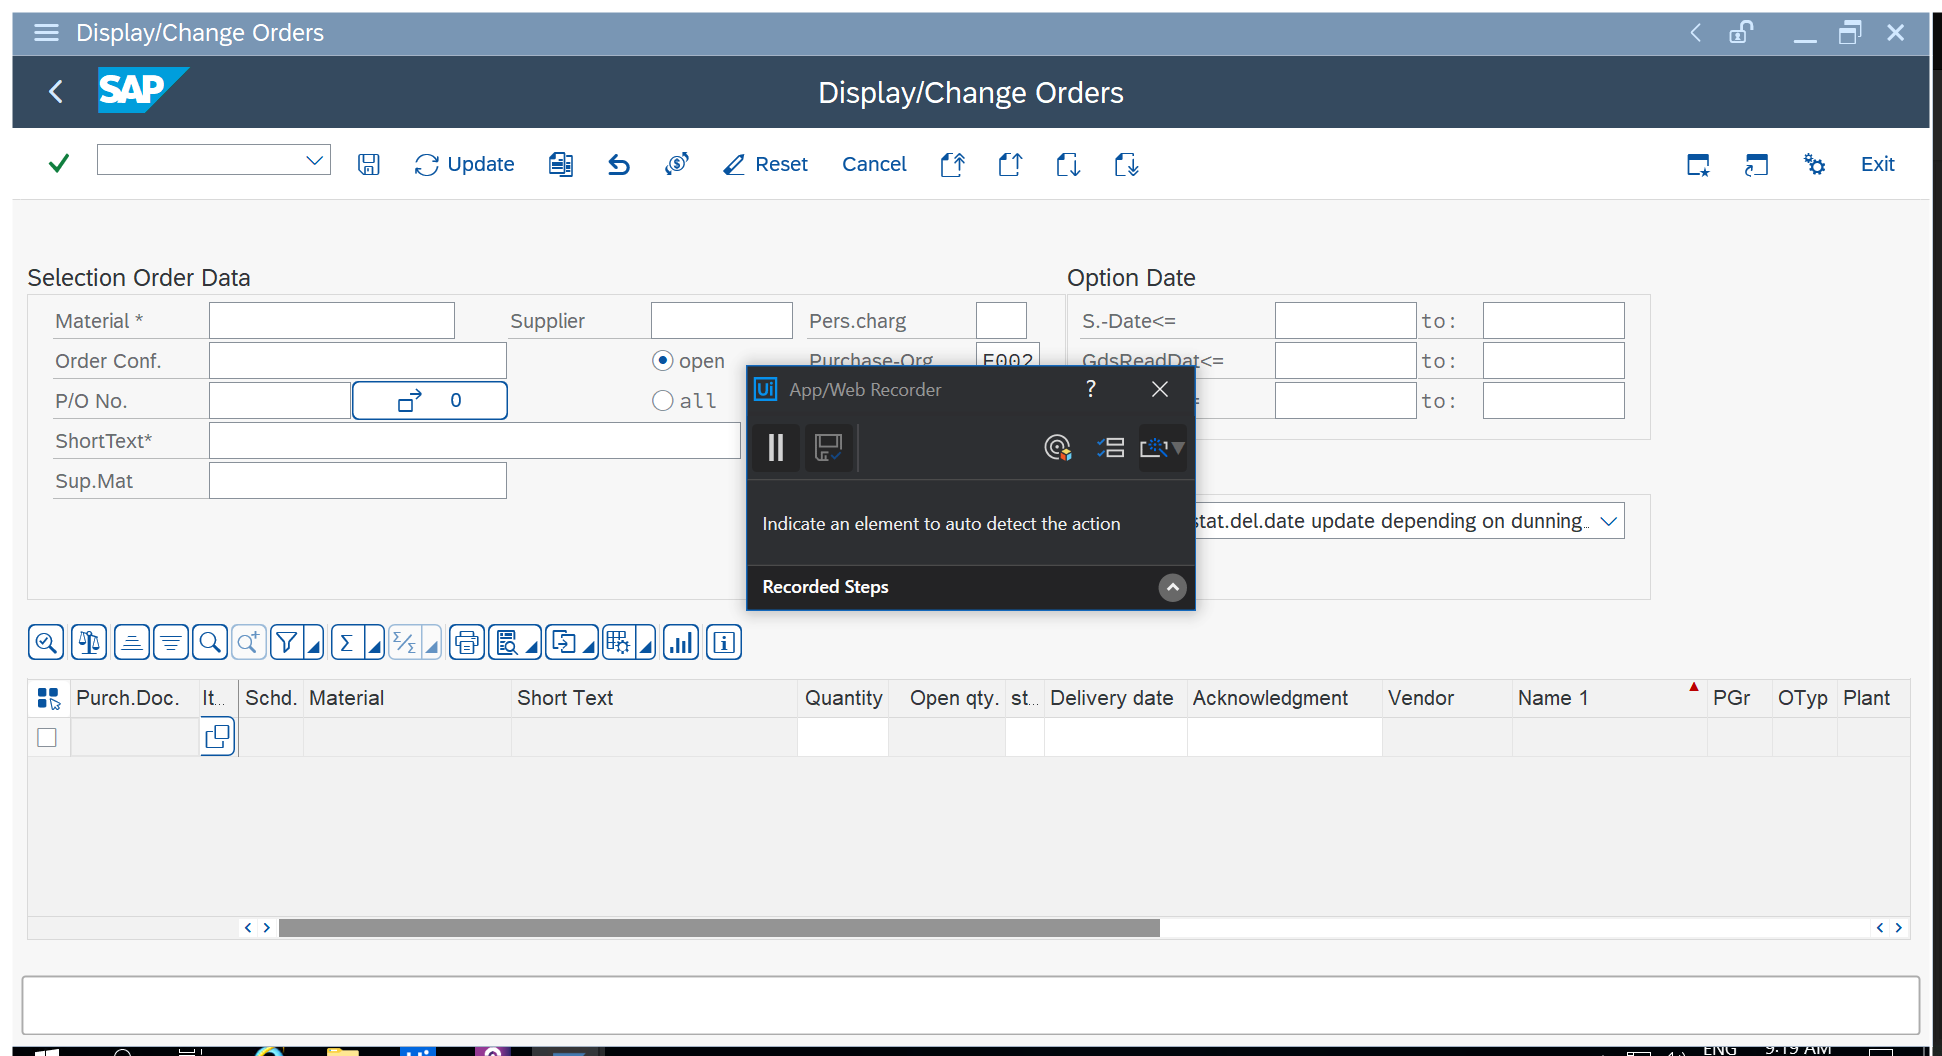 Display/Change Orders
SAP
Display/Change Orders
Update
Reset
Cancel
Exit
Selection Order Data
Option Date
Material *
Supplier
Pers.charg
S.-Date<=
to:
Order Conf.
open
Purchase-Org
E002
GdsReadDat<=
to:
P/O No.
0
all
to:
ShortText*
Sup.Mat
Ui
App/Web Recorder
?
Indicate an element to auto detect the action
Recorded Steps
stat.del.date update depending on dunning...
Purch.Doc.
It...
Schd.
Material
Short Text
Quantity
Open qty.
st...
Delivery date
Acknowledgment
Vendor
Name 1
PGr
OTyp
Plant
ENG
9:19 AM